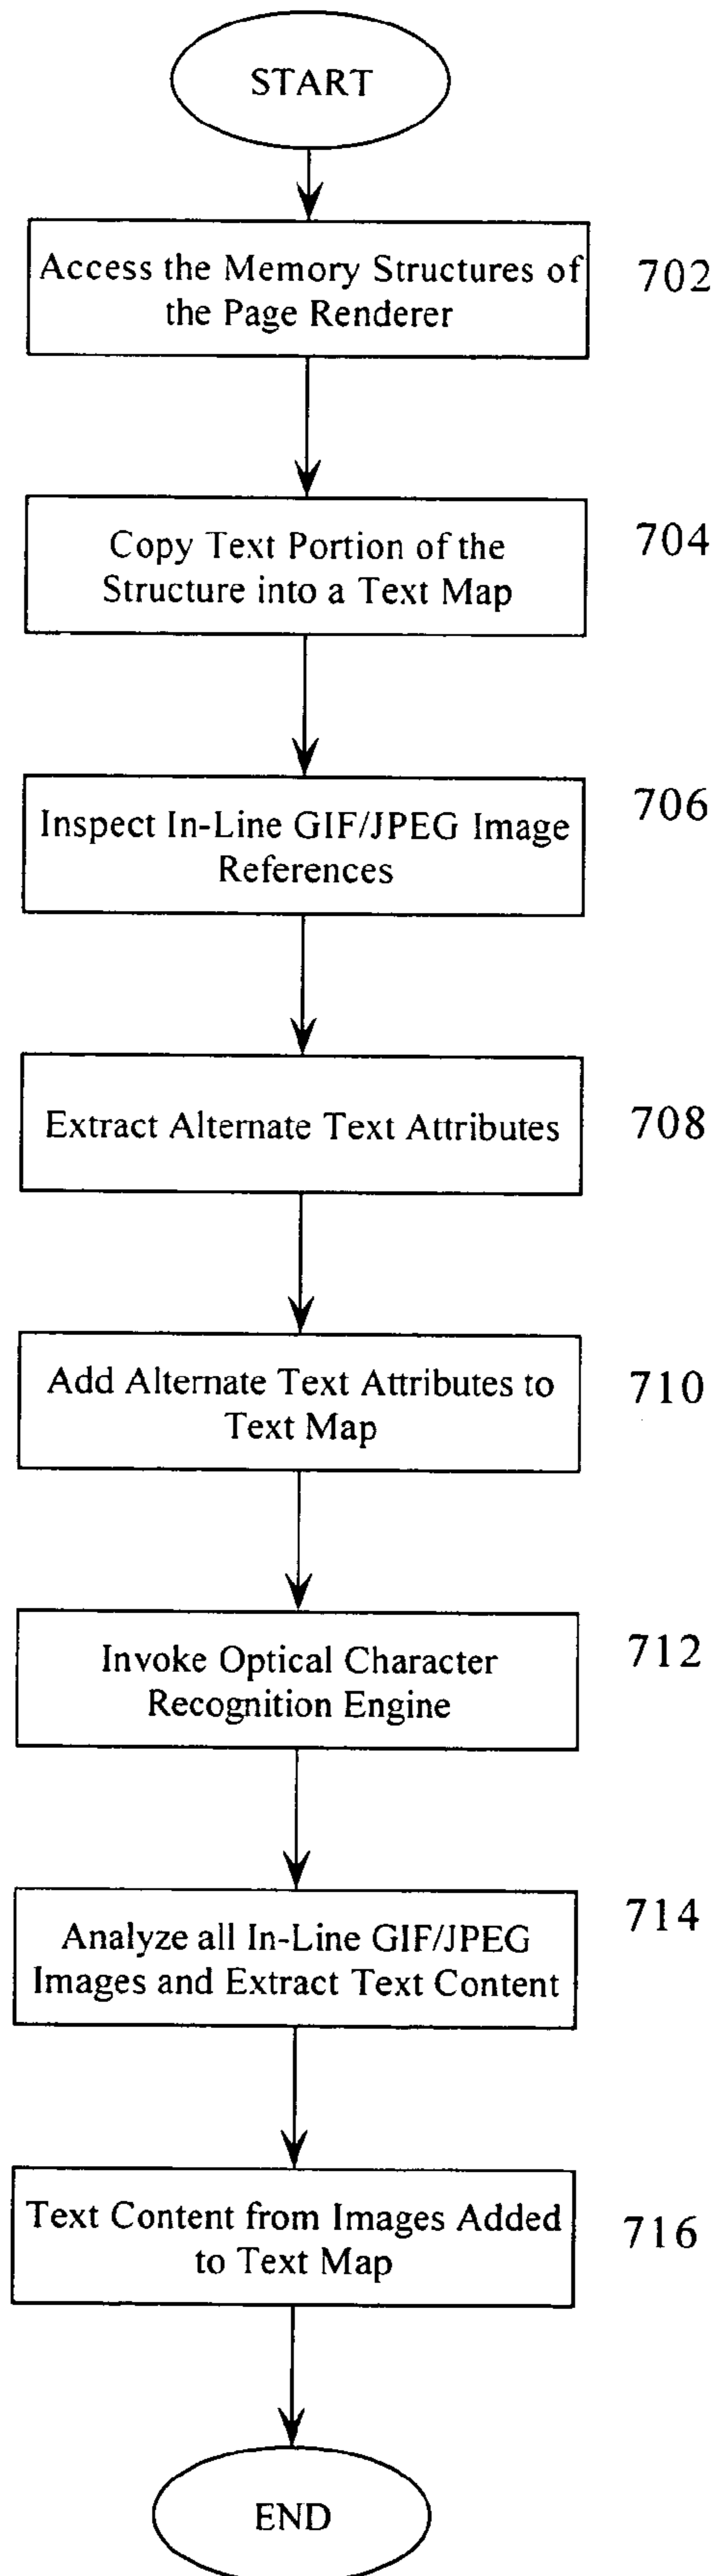 START
Access the Memory Structures of
the Page Renderer
702
Copy Text Portion of the
Structure into a Text Map
704
Inspect In-Line GIF/JPEG Image
References
706
Extract Alternate Text Attributes
708
Add Alternate Text Attributes to
Text Map
710
Invoke Optical Character
Recognition Engine
712
Analyze all In-Line GIF/JPEG
Images and Extract Text Content
714
Text Content from Images Added
to Text Map
716
END